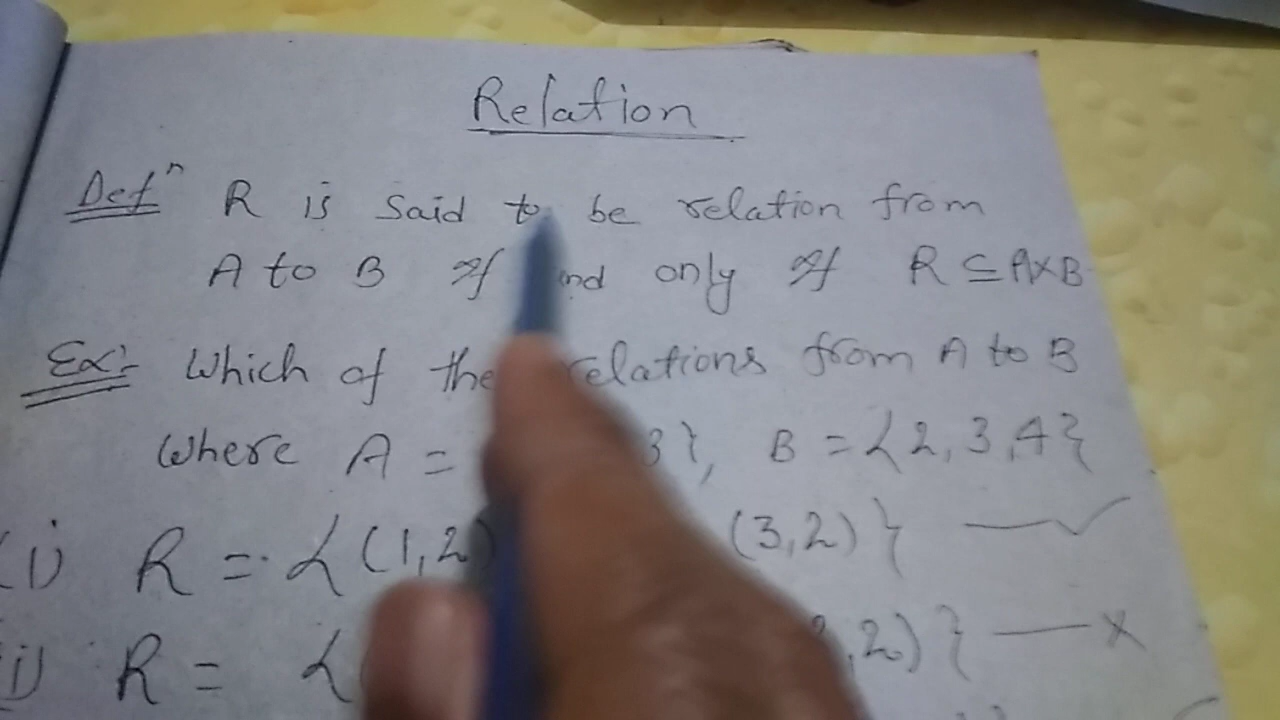 Relation
Defⁿ R is said to be relation from
A to B if and only if R ⊆ A×B
Ex:- Which of the relations from A to B
where A = 3}, B = {2,3,4}
(i) R = {(1,2) (3,2)} ✓
R = { ,2)} — x